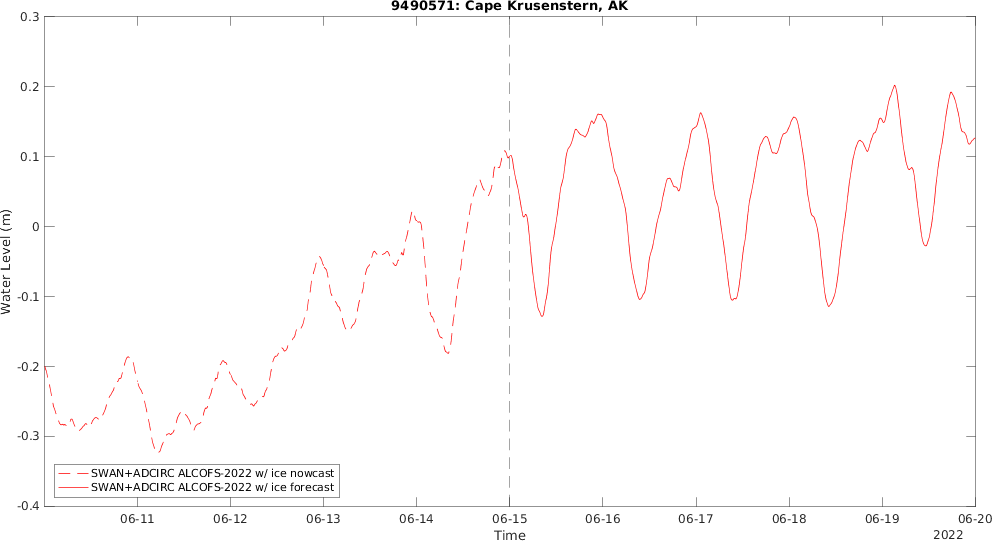 9490571: Cape Krusenstern, AK
0.3
0.2
0.1
0
-0.1
-0.2
-0.3
-0.4
Water Level (m)
SWAN+ADCIRC ALCOFS-2022 w/ ice nowcast
SWAN+ADCIRC ALCOFS-2022 w/ ice forecast
06-11 06-12 06-13 06-14 06-15 06-16 06-17 06-18 06-19 06-20
Time
2022